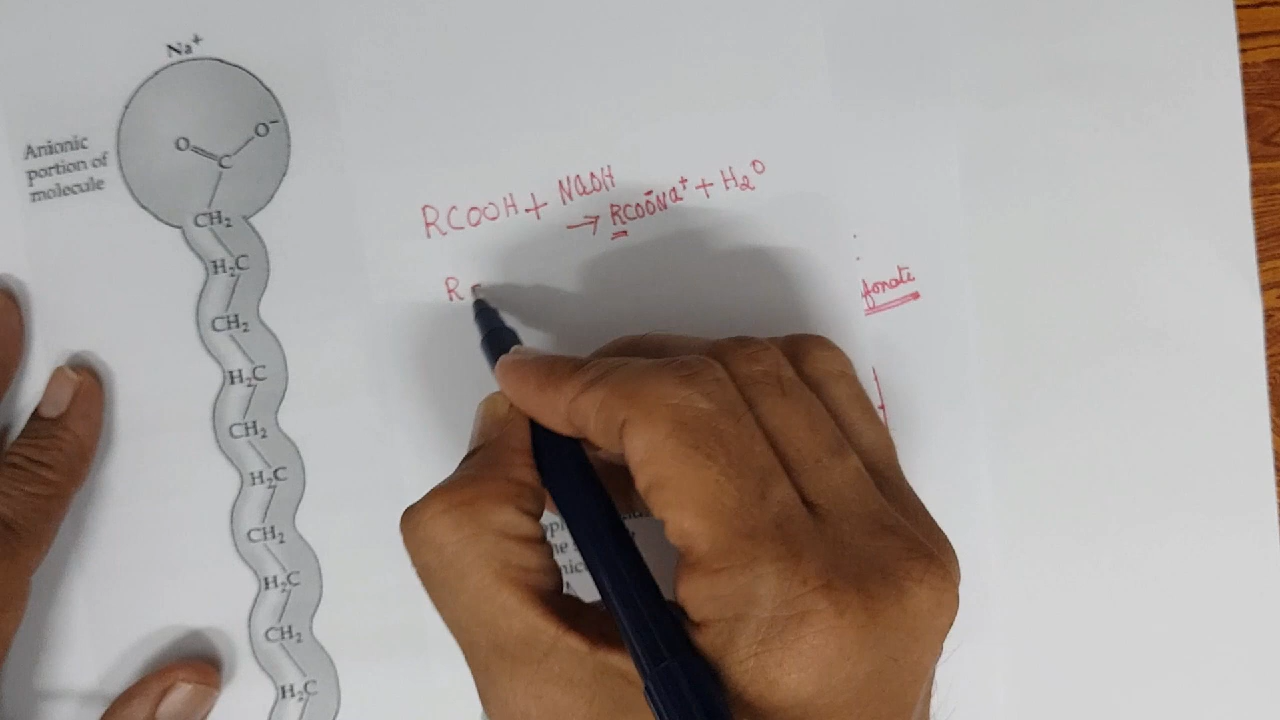 Na⁺
O
O⁻
C
Anionic
portion of
molecule
CH₂
H₂C
CH₂
H₂C
CH₂
H₂C
CH₂
H₂C
CH₂
H₂C
RCOOH + NaOH
→ RCOO⁻Na⁺ + H₂O
R